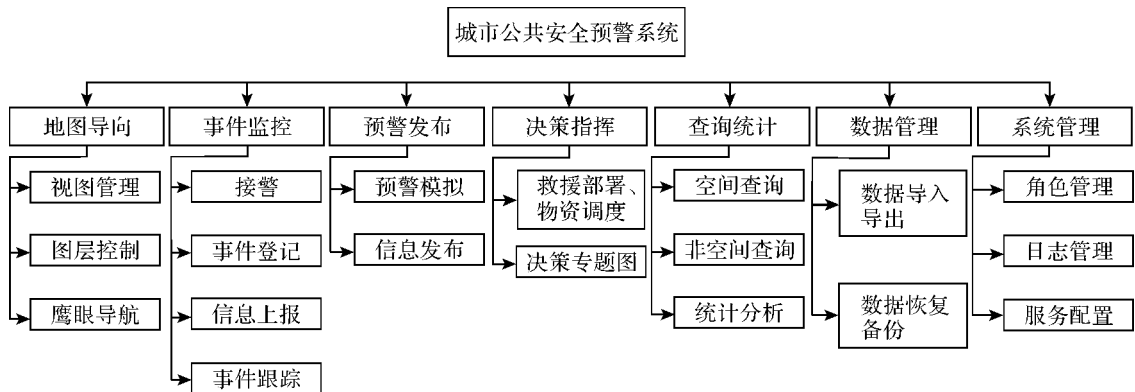 城市公共安全预警系统
地图导向
事件监控
预警发布
决策指挥
查询统计
数据管理
系统管理
视图管理
图层控制
鹰眼导航
接警
事件登记
信息上报
事件跟踪
预警模拟
信息发布
救援部署、
物资调度
决策专题图
空间查询
非空间查询
统计分析
数据导入
导出
数据恢复
备份
角色管理
日志管理
服务配置